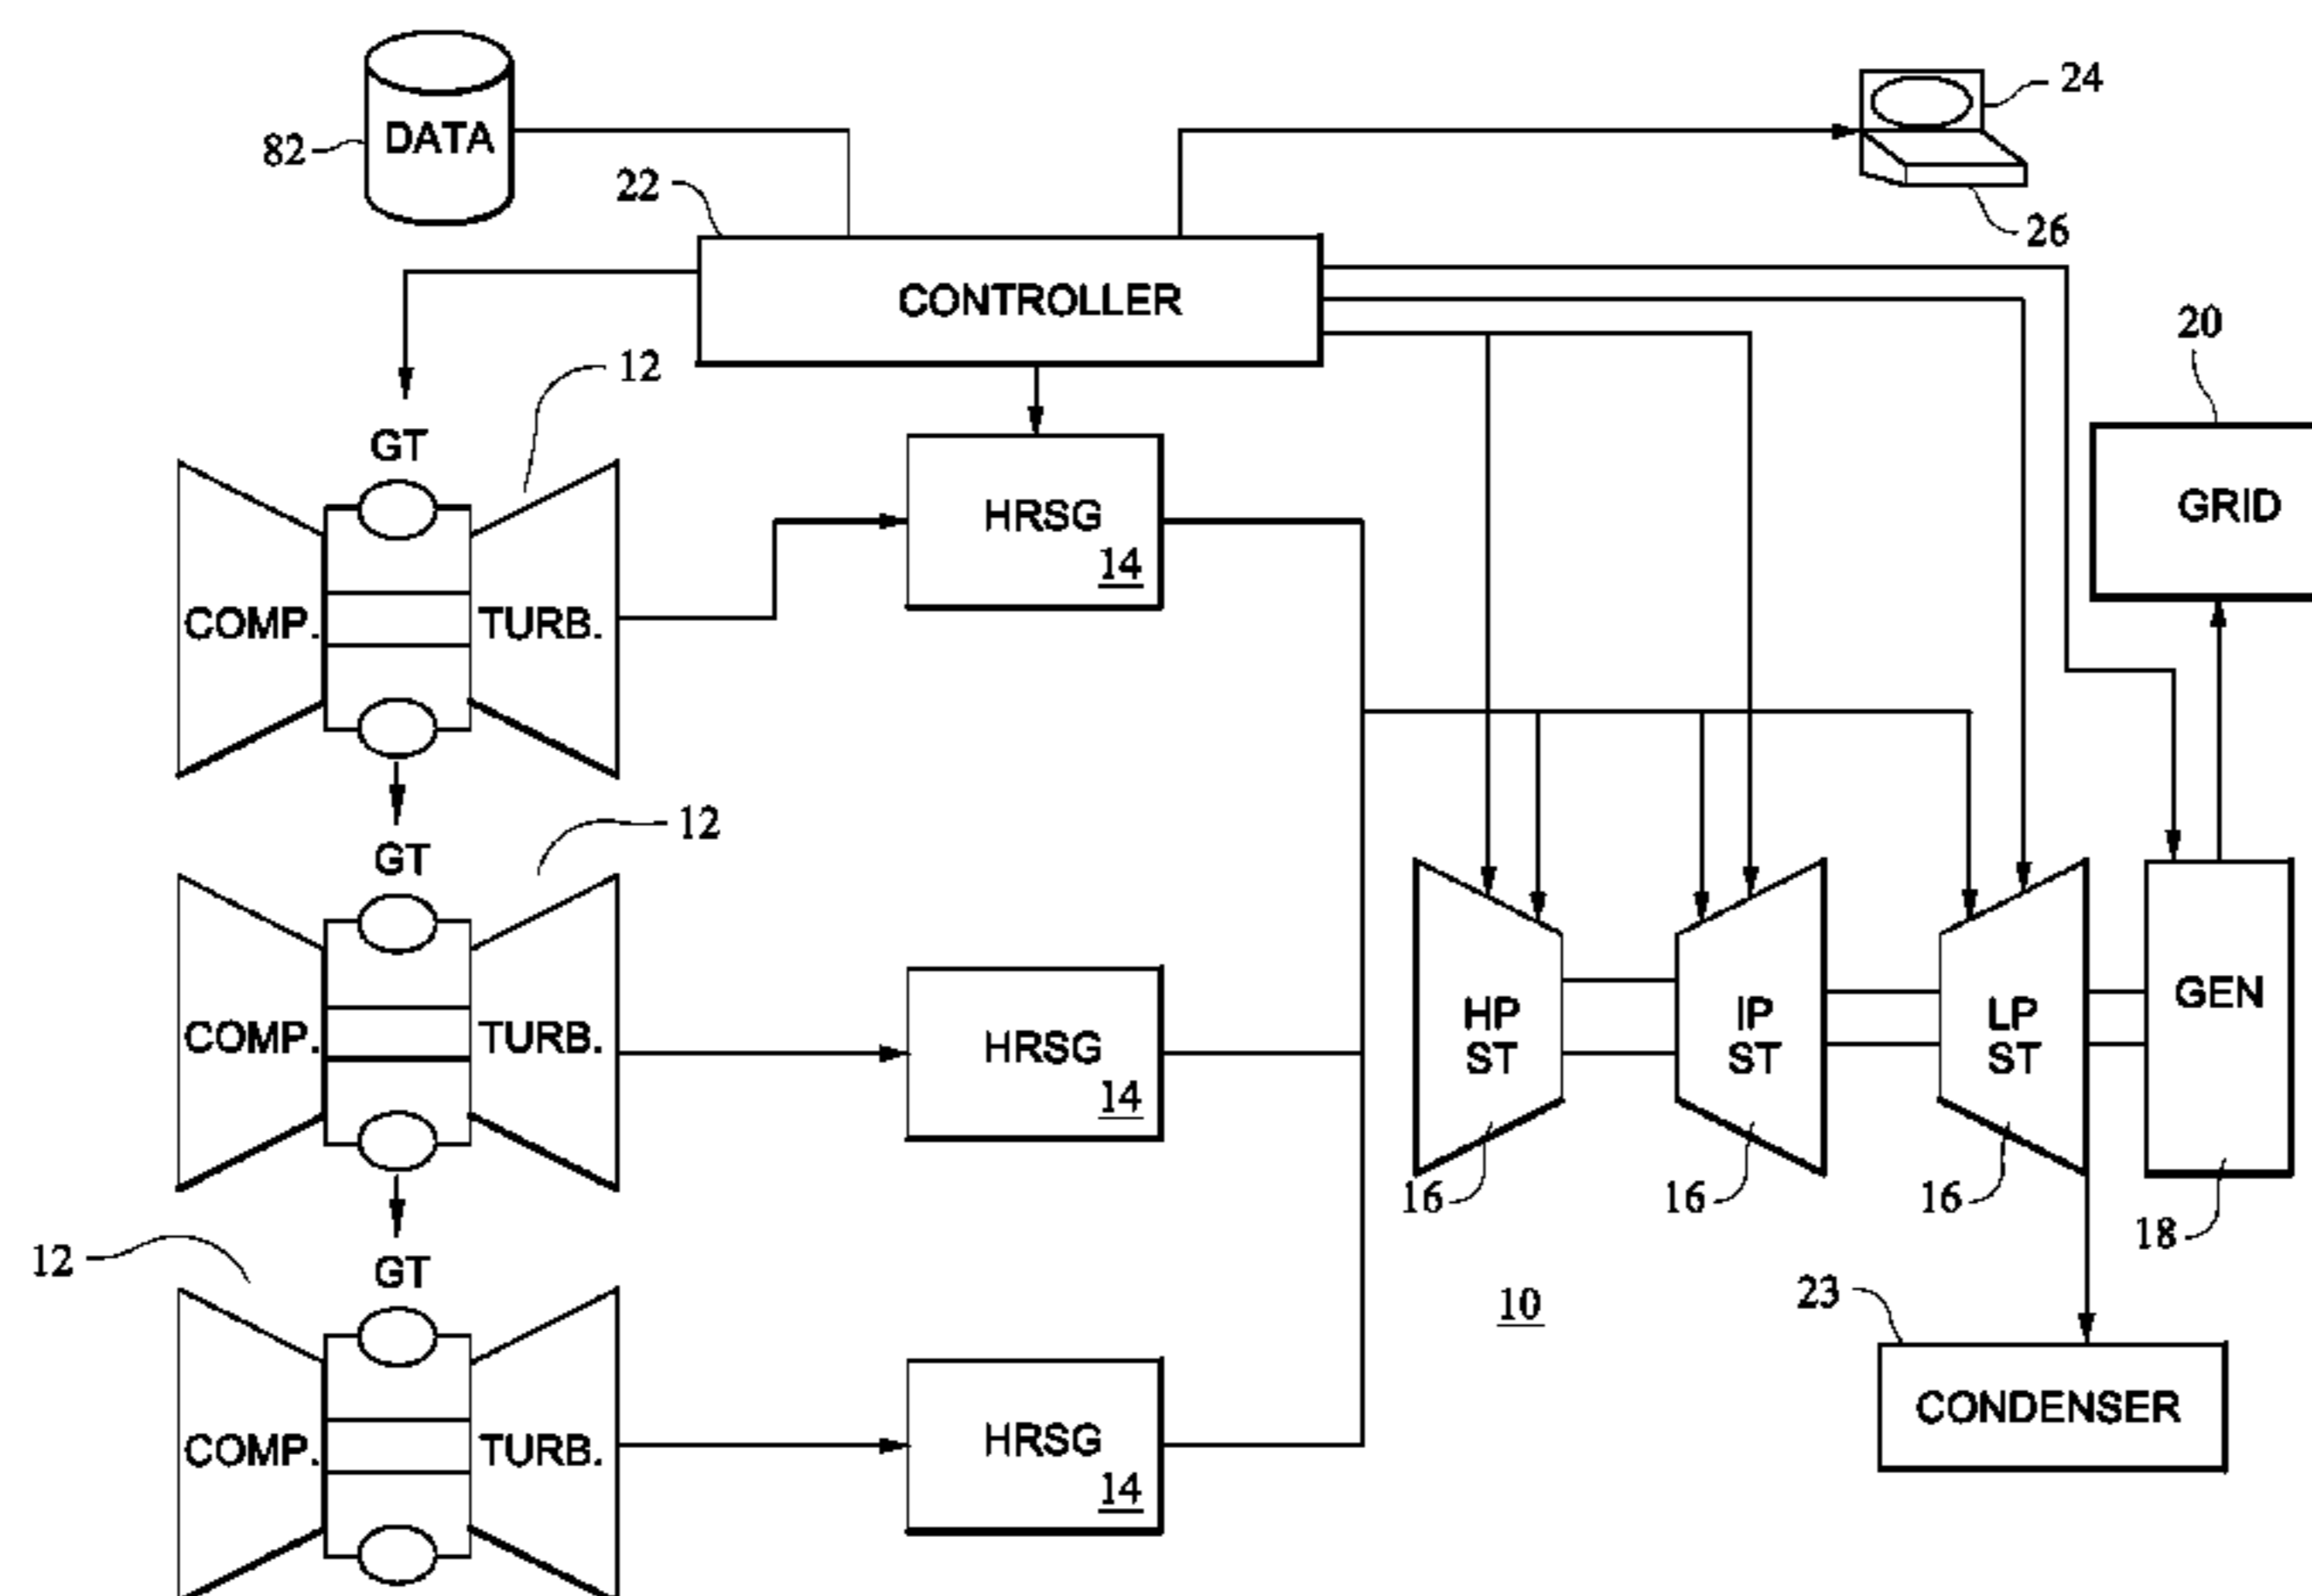 24
DATA
82
22
26
CONTROLLER
20
12
GT
GRID
HRSG
14
COMP.
TURB.
12
GT
GEN
HP
ST
IP
ST
LP
ST
COMP.
TURB.
HRSG
14
16
16
16
18
12
GT
23
10
CONDENSER
COMP.
TURB.
HRSG
14